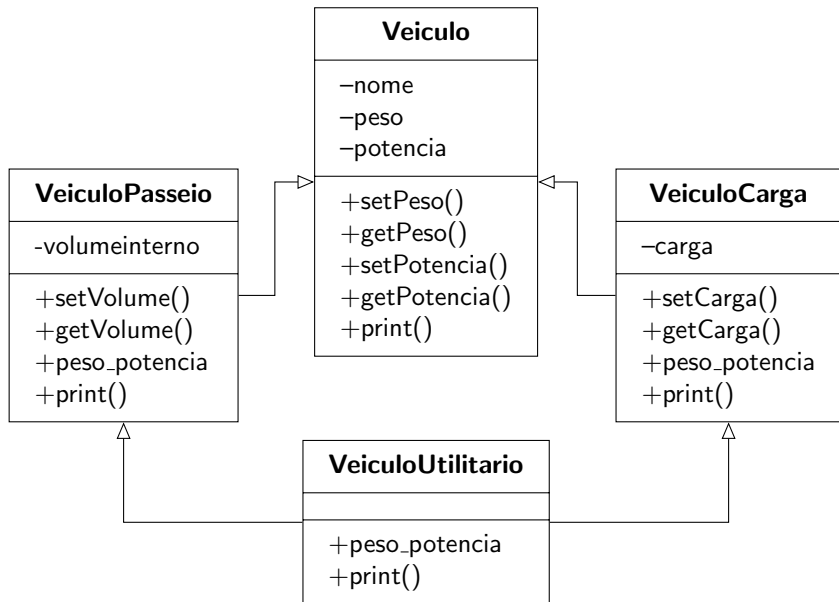 Veiculo
–nome
–peso
–potencia
+setPeso()
+getPeso()
+setPotencia()
+getPotencia()
+print()
VeiculoPasseio
-volumeinterno
+setVolume()
+getVolume()
+peso_potencia
+print()
VeiculoCarga
–carga
+setCarga()
+getCarga()
+peso_potencia
+print()
VeiculoUtilitario
+peso_potencia
+print()